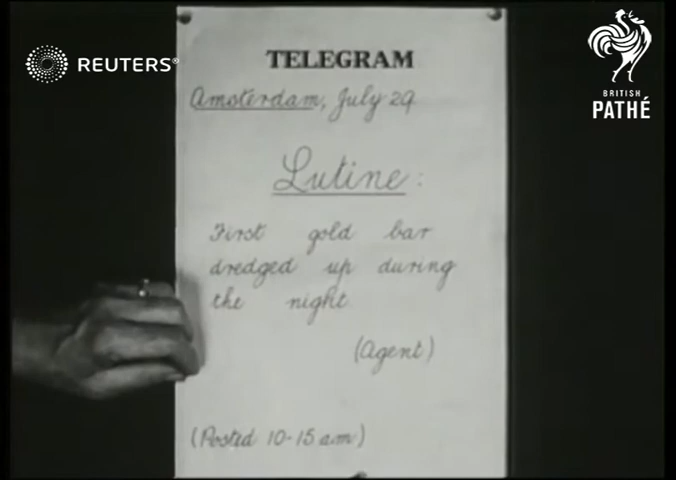 REUTERS®
BRITISH
PATHÉ
TELEGRAM
Amsterdam, July 29
Lutine:
First gold bar
dredged up during
the night
(Agent)
(Posted 10-15 am)